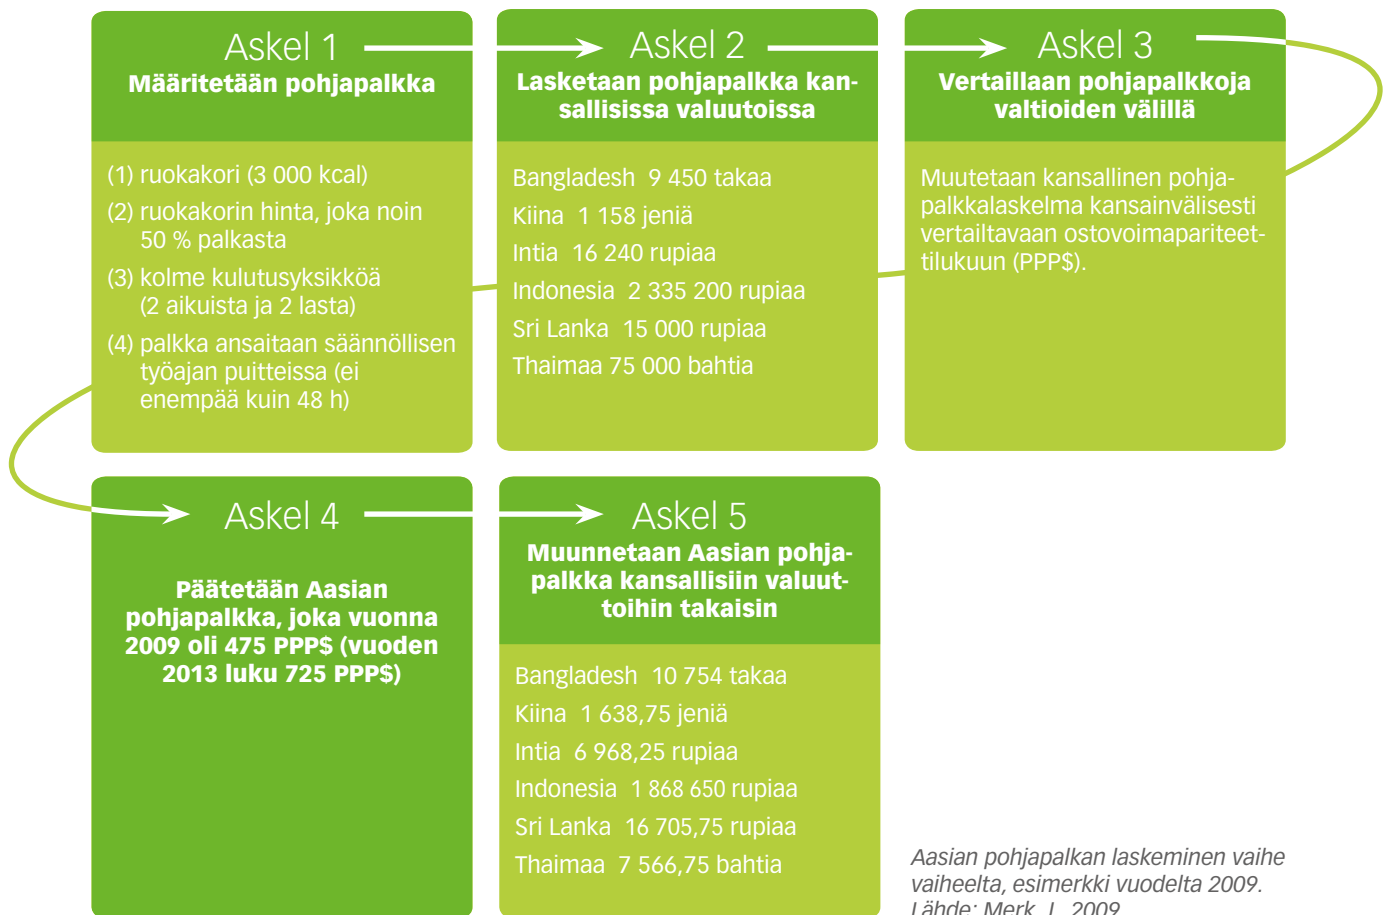 Askel 1
Määritetään pohjapalkka
(1) ruokakori (3 000 kcal)
(2) ruokakorin hinta, joka noin
50 % palkasta
(3) kolme kulutusyksikköä
(2 aikuista ja 2 lasta)
(4) palkka ansaitaan säännöllisen
työajan puitteissa (ei
enempää kuin 48 h)
Askel 2
Lasketaan pohjapalkka kan-
sallisissa valuutoissa
Bangladesh 9 450 takaa
Kiina 1 158 jeniä
Intia 16 240 rupiaa
Indonesia 2 335 200 rupiaa
Sri Lanka 15 000 rupiaa
Thaimaa 75 000 bahtia
Askel 3
Vertaillaan pohjapalkkoja
valtioiden välillä
Muutetaan kansallinen pohja-
palkkalaskelma kansainvälisesti
vertailtavaan ostovoimapariteet-
tilukuun (PPP$).
Askel 4
Päätetään Aasian
pohjapalkka, joka vuonna
2009 oli 475 PPP$ (vuoden
2013 luku 725 PPP$)
Askel 5
Muunnetaan Aasian pohja-
palkka kansallisiin valuut-
toihin takaisin
Bangladesh 10 754 takaa
Kiina 1 638,75 jeniä
Intia 6 968,25 rupiaa
Indonesia 1 868 650 rupiaa
Sri Lanka 16 705,75 rupiaa
Thaimaa 7 566,75 bahtia
Aasian pohjapalkan laskeminen vaihe
vaiheelta, esimerkki vuodelta 2009.
Lähde: Merk, J., 2009